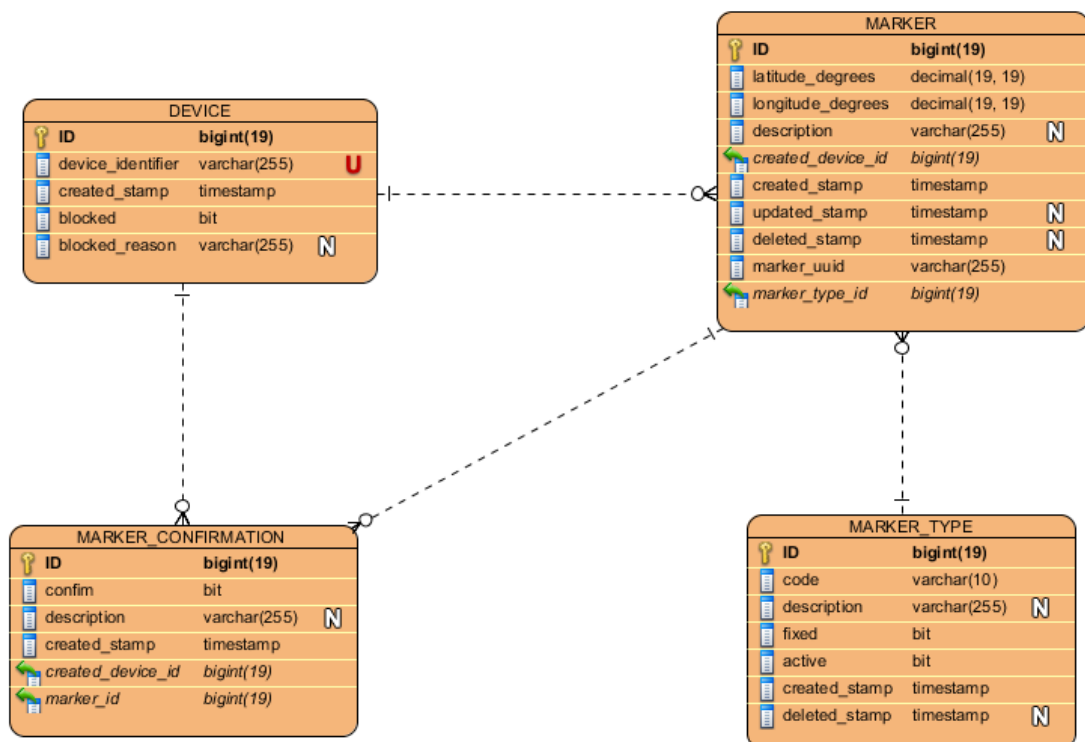 MARKER
ID bigint(19)
latitude_degrees decimal(19, 19)
longitude_degrees decimal(19, 19)
description varchar(255) N
created_device_id bigint(19)
created_stamp timestamp
updated_stamp timestamp N
deleted_stamp timestamp N
marker_uuid varchar(255)
marker_type_id bigint(19)
DEVICE
ID bigint(19)
device_identifier varchar(255) U
created_stamp timestamp
blocked bit
blocked_reason varchar(255) N
MARKER_CONFIRMATION
ID bigint(19)
confim bit
description varchar(255) N
created_stamp timestamp
created_device_id bigint(19)
marker_id bigint(19)
MARKER_TYPE
ID bigint(19)
code varchar(10)
description varchar(255) N
fixed bit
active bit
created_stamp timestamp
deleted_stamp timestamp N